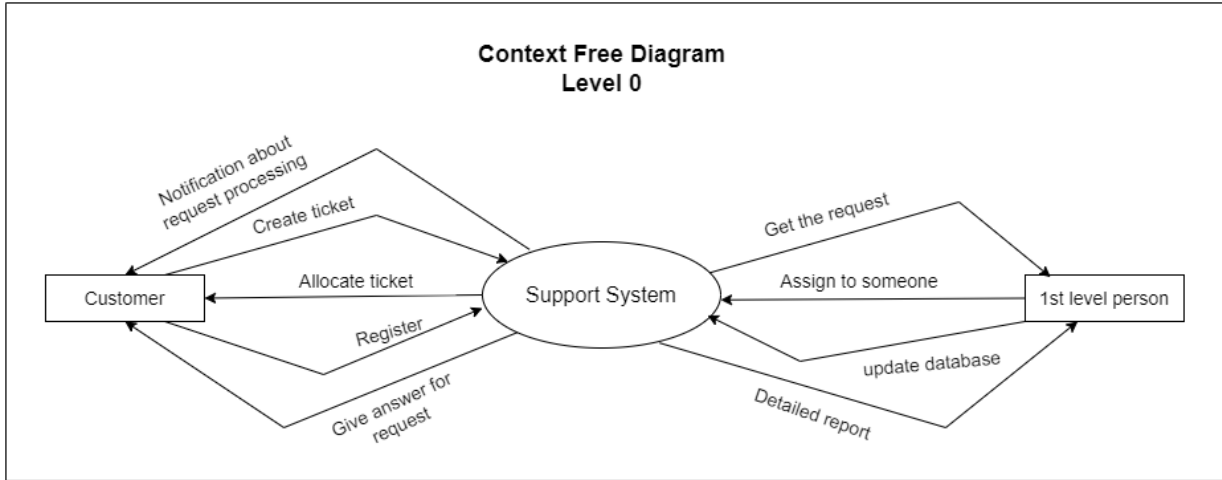 Context Free Diagram
Level 0
Notification about
request processing
Create ticket
Get the request
Allocate ticket
Assign to someone
Customer
Support System
1st level person
Register
update database
Give answer for
request
Detailed report